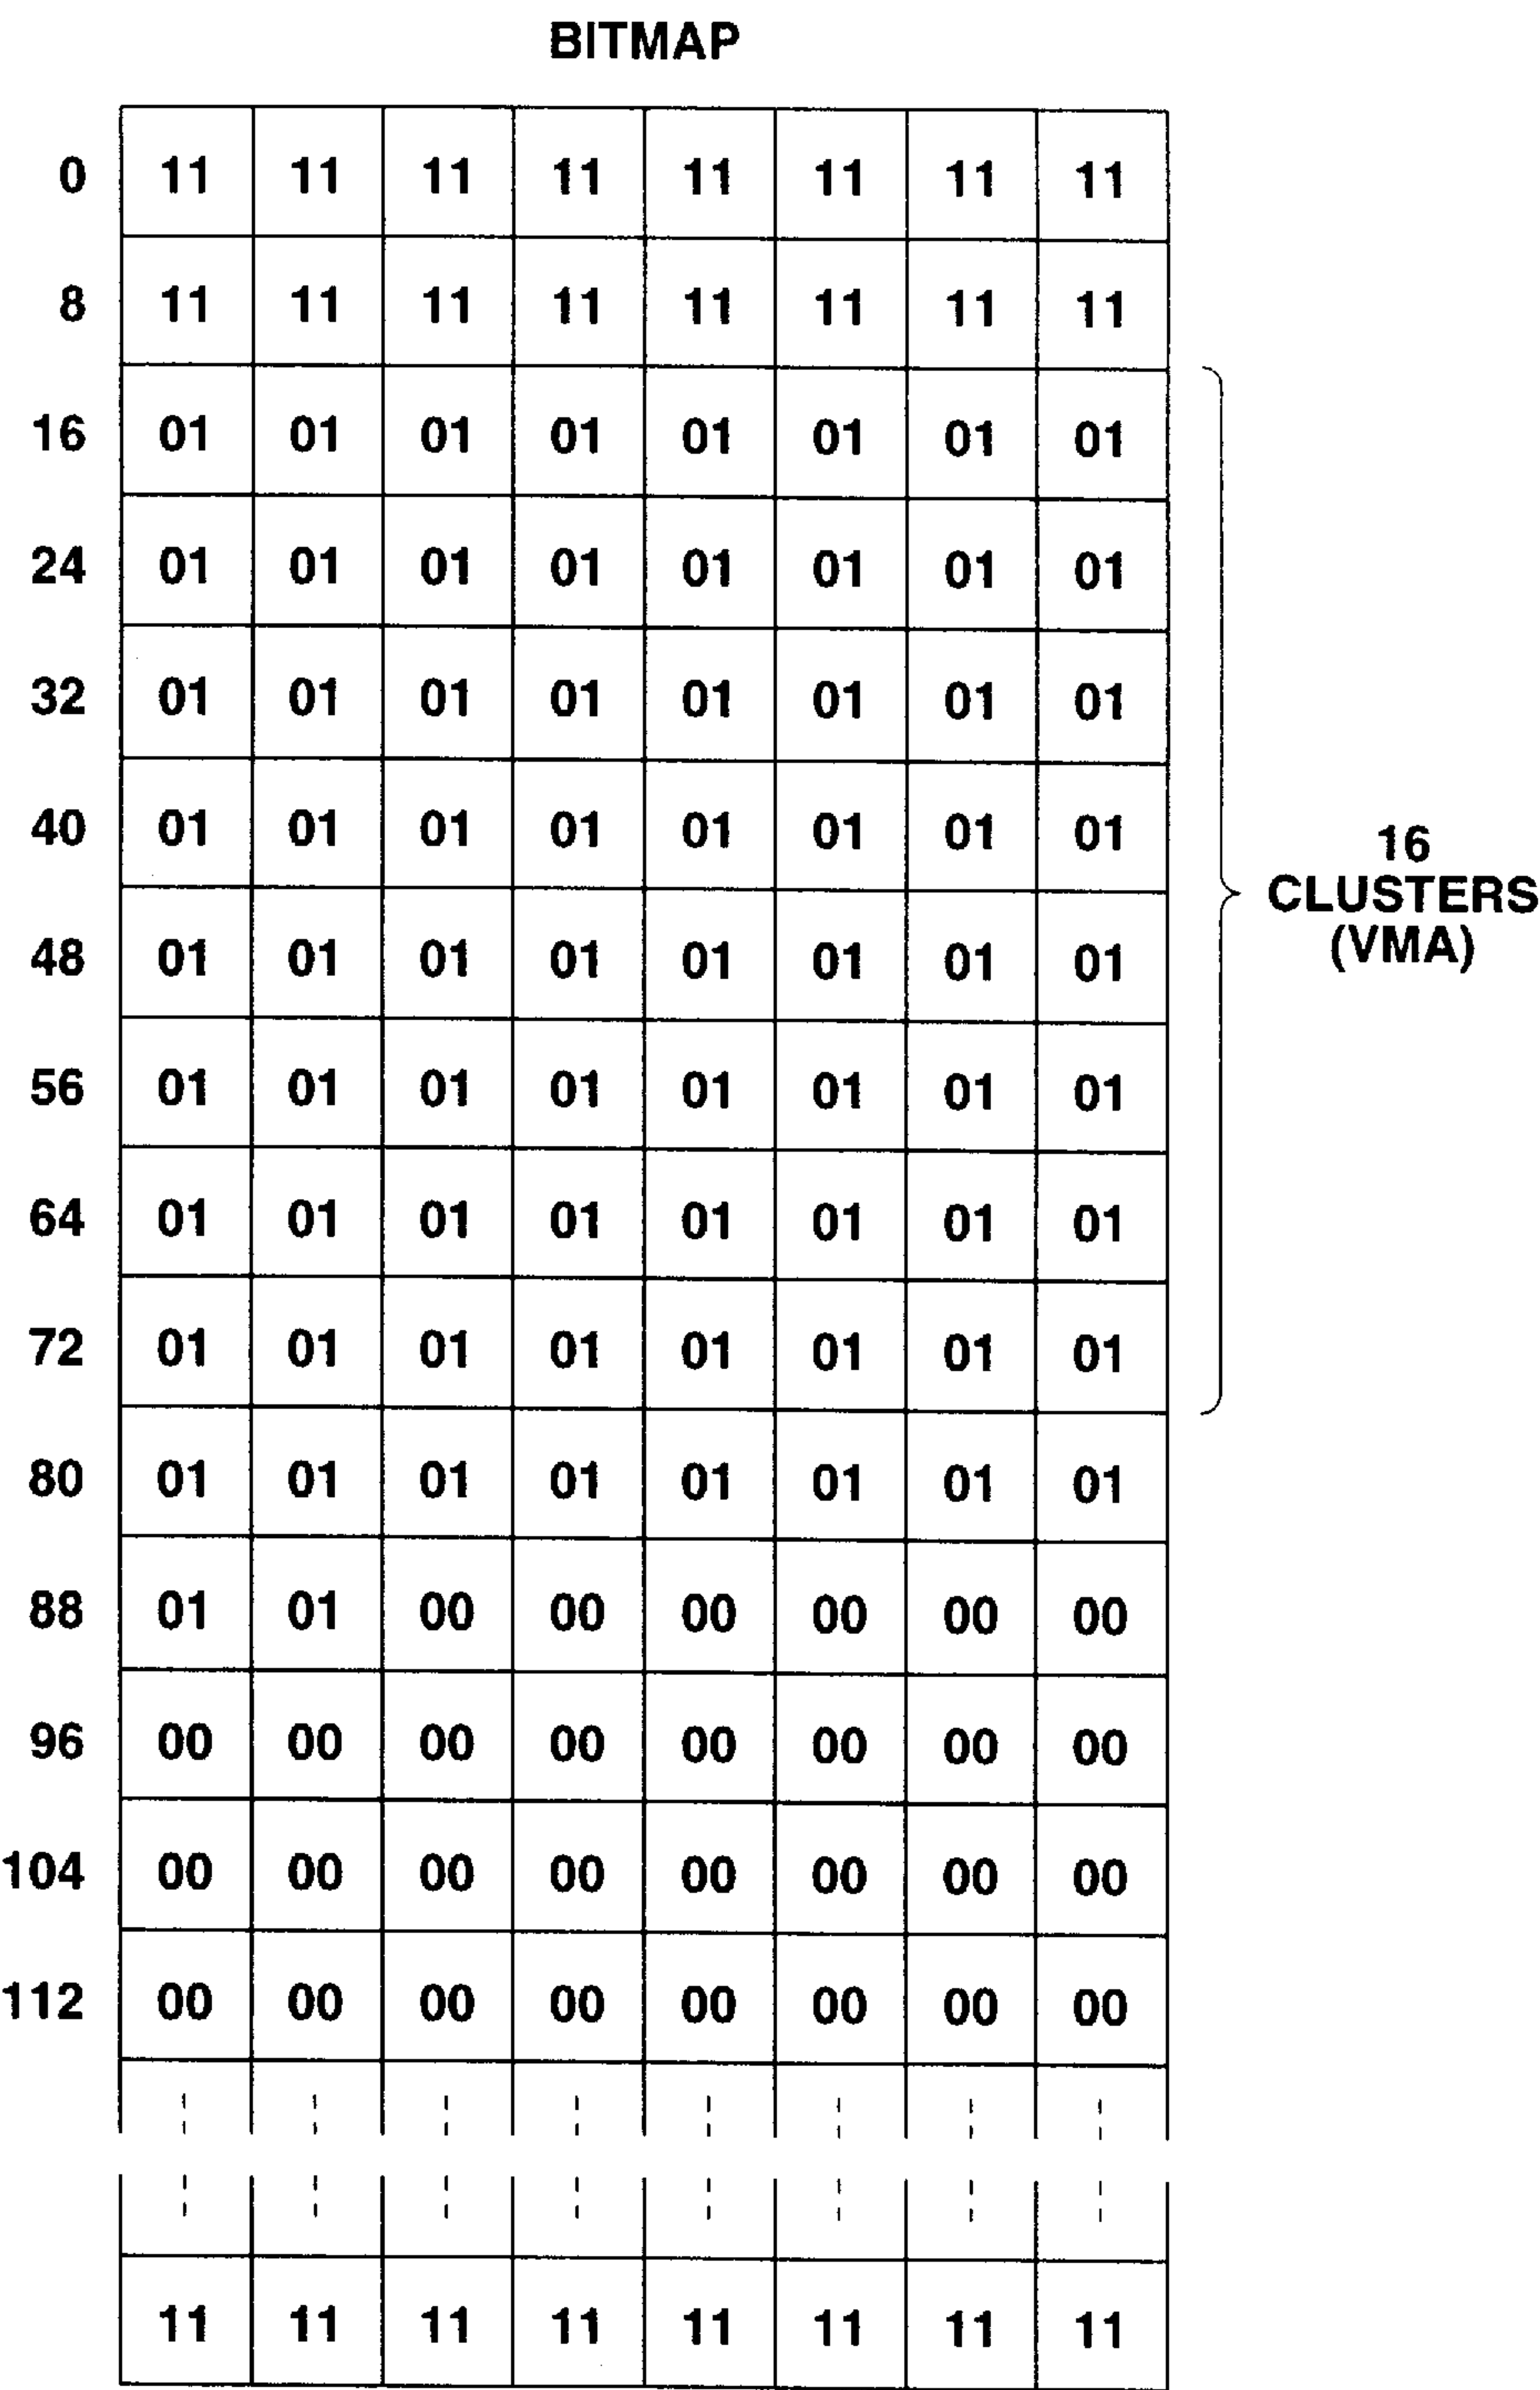 BITMAP
0 11 11 11 11 11 11 11 11
8 11 11 11 11 11 11 11 11
16 01 01 01 01 01 01 01 01
24 01 01 01 01 01 01 01 01
32 01 01 01 01 01 01 01 01
40 01 01 01 01 01 01 01 01
48 01 01 01 01 01 01 01 01
56 01 01 01 01 01 01 01 01
64 01 01 01 01 01 01 01 01
72 01 01 01 01 01 01 01 01
80 01 01 01 01 01 01 01 01
88 01 01 00 00 00 00 00 00
96 00 00 00 00 00 00 00 00
104 00 00 00 00 00 00 00 00
112 00 00 00 00 00 00 00 00
11 11 11 11 11 11 11 11
16
CLUSTERS
(VMA)